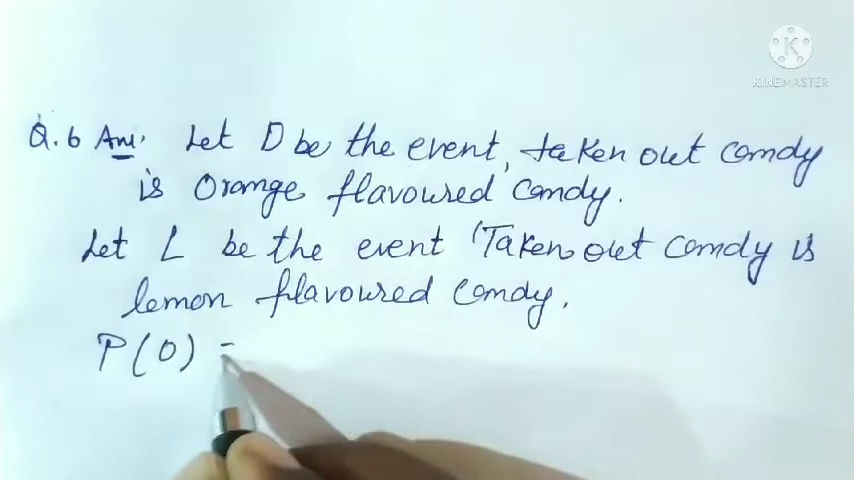 KINEMASTER
Q.6 Ans. Let O be the event, taken out candy
is Orange flavoured candy.
Let L be the event 'Taken out candy is
lemon flavoured candy.
P(O) =